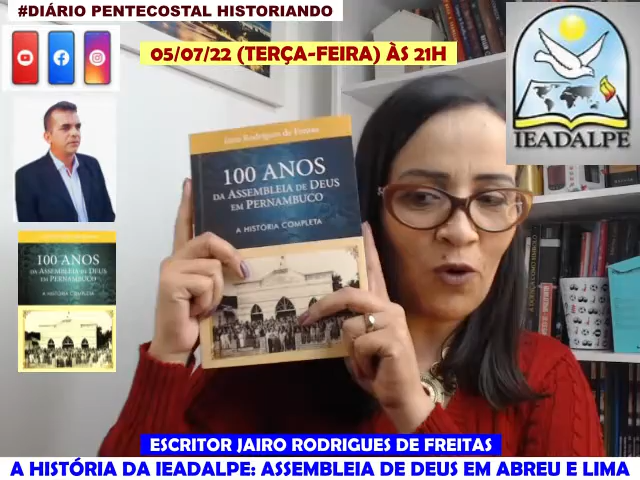 #DIÁRIO PENTECOSTAL HISTORIANDO
05/07/22 (TERÇA-FEIRA) ÀS 21H
IEADALPE
Jairo Rodrigues de Freitas
100 ANOS
DA ASSEMBLEIA DE DEUS
EM PERNAMBUCO
A HISTÓRIA COMPLETA
100 ANOS
DA ASSEMBLEIA DE DEUS
EM PERNAMBUCO
A HISTÓRIA COMPLETA
ESCRITOR JAIRO RODRIGUES DE FREITAS
A HISTÓRIA DA IEADALPE: ASSEMBLEIA DE DEUS EM ABREU E LIMA